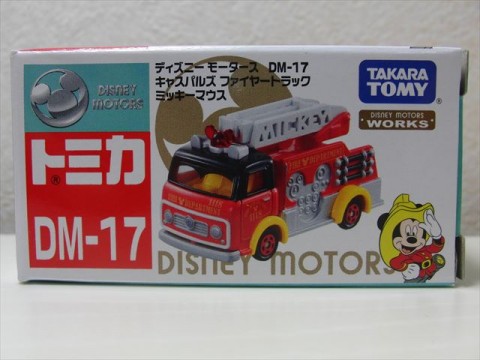 DISNEY
MOTORS
ディズニー モータース DM-17
キャスパルズ ファイヤートラック
ミッキーマウス
TAKARA
TOMY
DISNEY MOTORS
WORKS
トミカ
®
DM-17
MICKEY
FIRE DEPARTMENT
DISNEY MOTORS